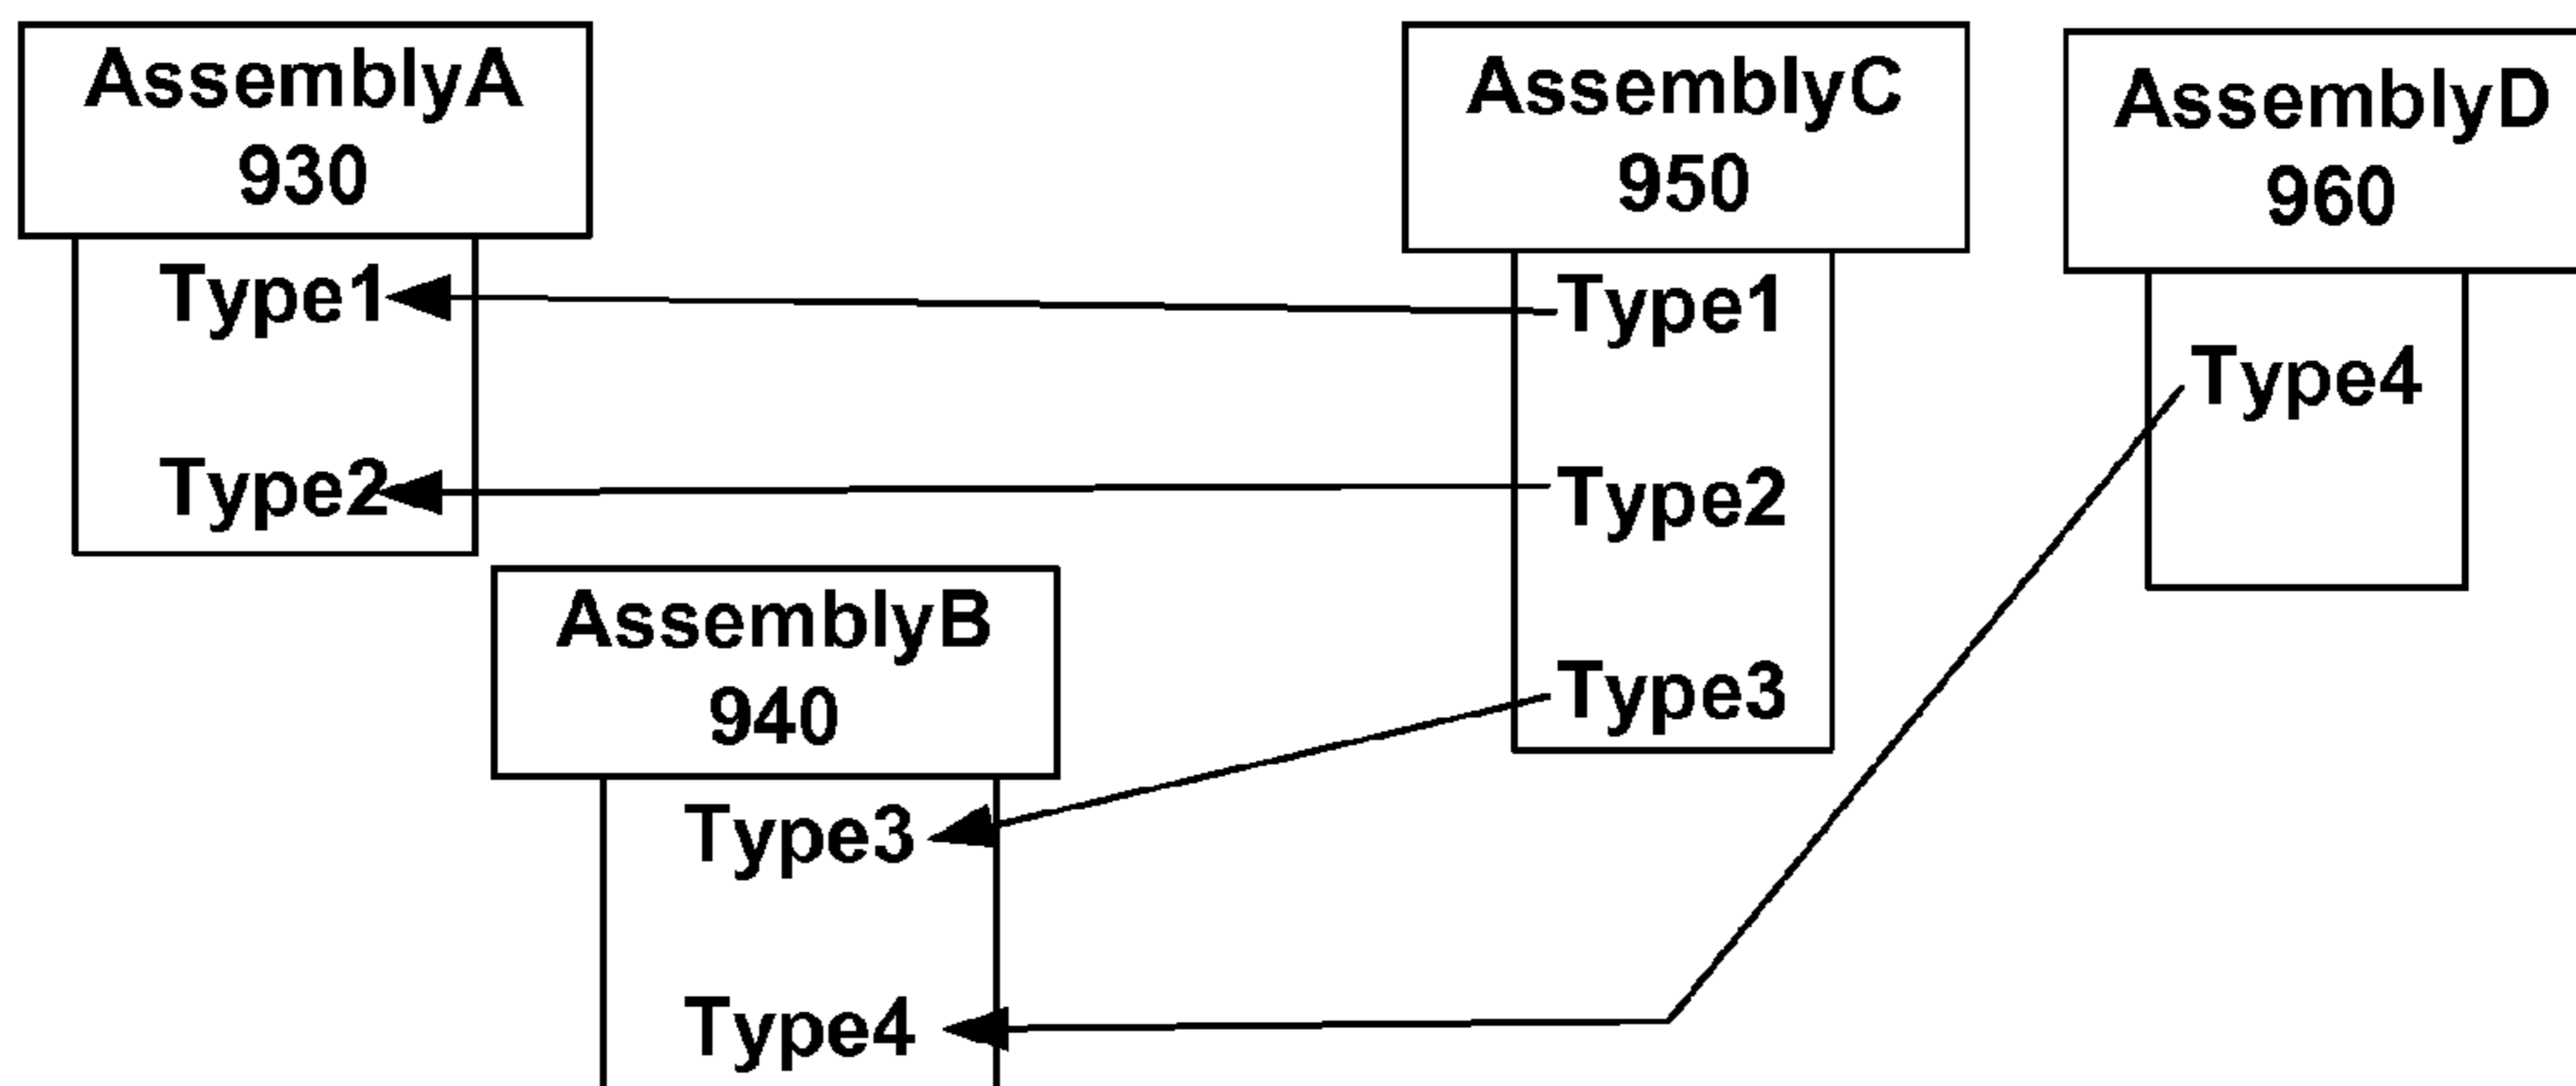 AssemblyA
930
Type1
Type2
AssemblyB
940
Type3
Type4
AssemblyC
950
Type1
Type2
Type3
AssemblyD
960
Type4